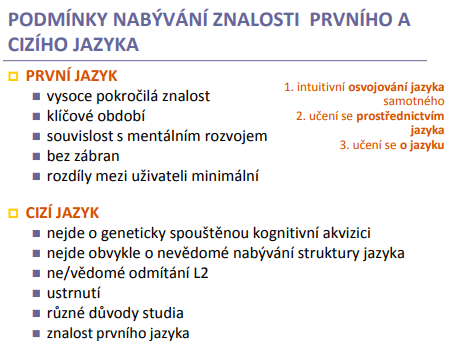 PODMÍNKY NABÝVÁNÍ ZNALOSTI PRVNÍHO A
CIZÍHO JAZYKA
PRVNÍ JAZYK
vysoce pokročilá znalost
klíčové období
souvislost s mentálním rozvojem
bez zábran
rozdíly mezi uživateli minimální
1. intuitivní osvojování jazyka
samotného
2. učení se prostřednictvím
jazyka
3. učení se o jazyku
CIZÍ JAZYK
nejde o geneticky spouštěnou kognitivní akvizici
nejde obvykle o nevědomé nabývání struktury jazyka
ne/vědomé odmítání L2
ustrnutí
různé důvody studia
znalost prvního jazyka